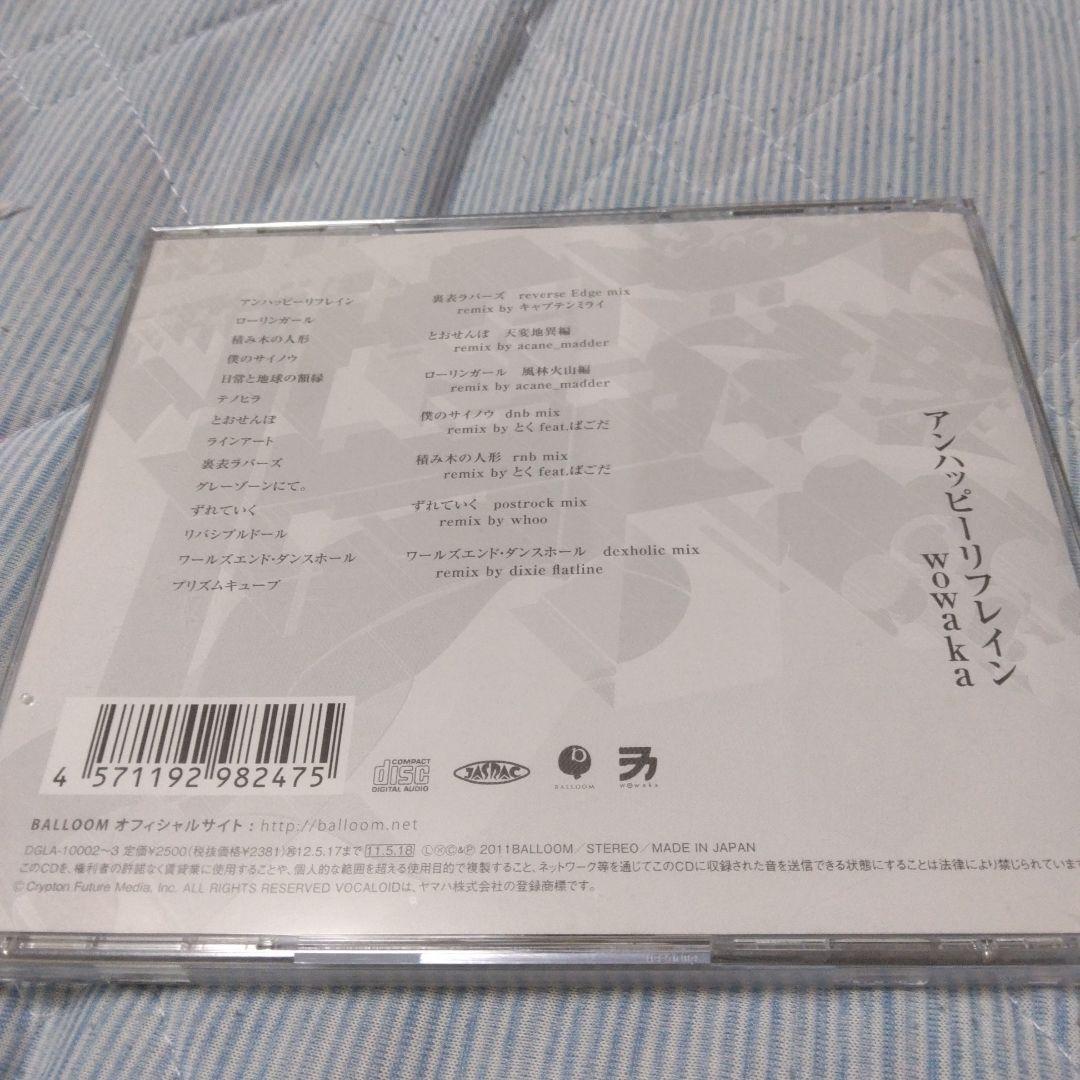 アンハッピーリフレイン
ローリンガール
積み木の人形
僕のサイノウ
日常と地球の額縁
テノヒラ
とおせんぼ
ラインアート
裏表ラバーズ
グレーゾーンにて。
ずれていく
リバシブルドール
ワールズエンド・ダンスホール
プリズムキューブ
裏表ラバーズ reverse Edge mix
remix by キャプテンミライ
とおせんぼ 天変地異編
remix by acane_madder
ローリンガール 風林火山編
remix by acane_madder
僕のサイノウ dnb mix
remix by とく feat.ぱごだ
積み木の人形 rnb mix
remix by とく feat.ぱごだ
ずれていく postrock mix
remix by whoo
ワールズエンド・ダンスホール dexholic mix
remix by dixie flatline
アンハッピーリフレイン
wowaka
4 571192 982475
COMPACT
disc
DIGITAL AUDIO
JASRAC
BALLOOM
wowaka
BALLOOM オフィシャルサイト : http://balloom.net
DGLA-10002〜3 定価¥2500(税抜価格¥2381)㋐12.5.17まで 11.5.18 ⓁⓍⒸ&Ⓟ 2011BALLOOM/STEREO/MADE IN JAPAN
このCDを、権利者の許諾なく賃貸業に使用することや、個人的な範囲を超える使用目的で複製すること、ネットワーク等を通じてこのCDに収録された音を送信できる状態にすることは法律により禁じられています
©Crypton Future Media, Inc. ALL RIGHTS RESERVED VOCALOIDは、ヤマハ株式会社の登録商標です。